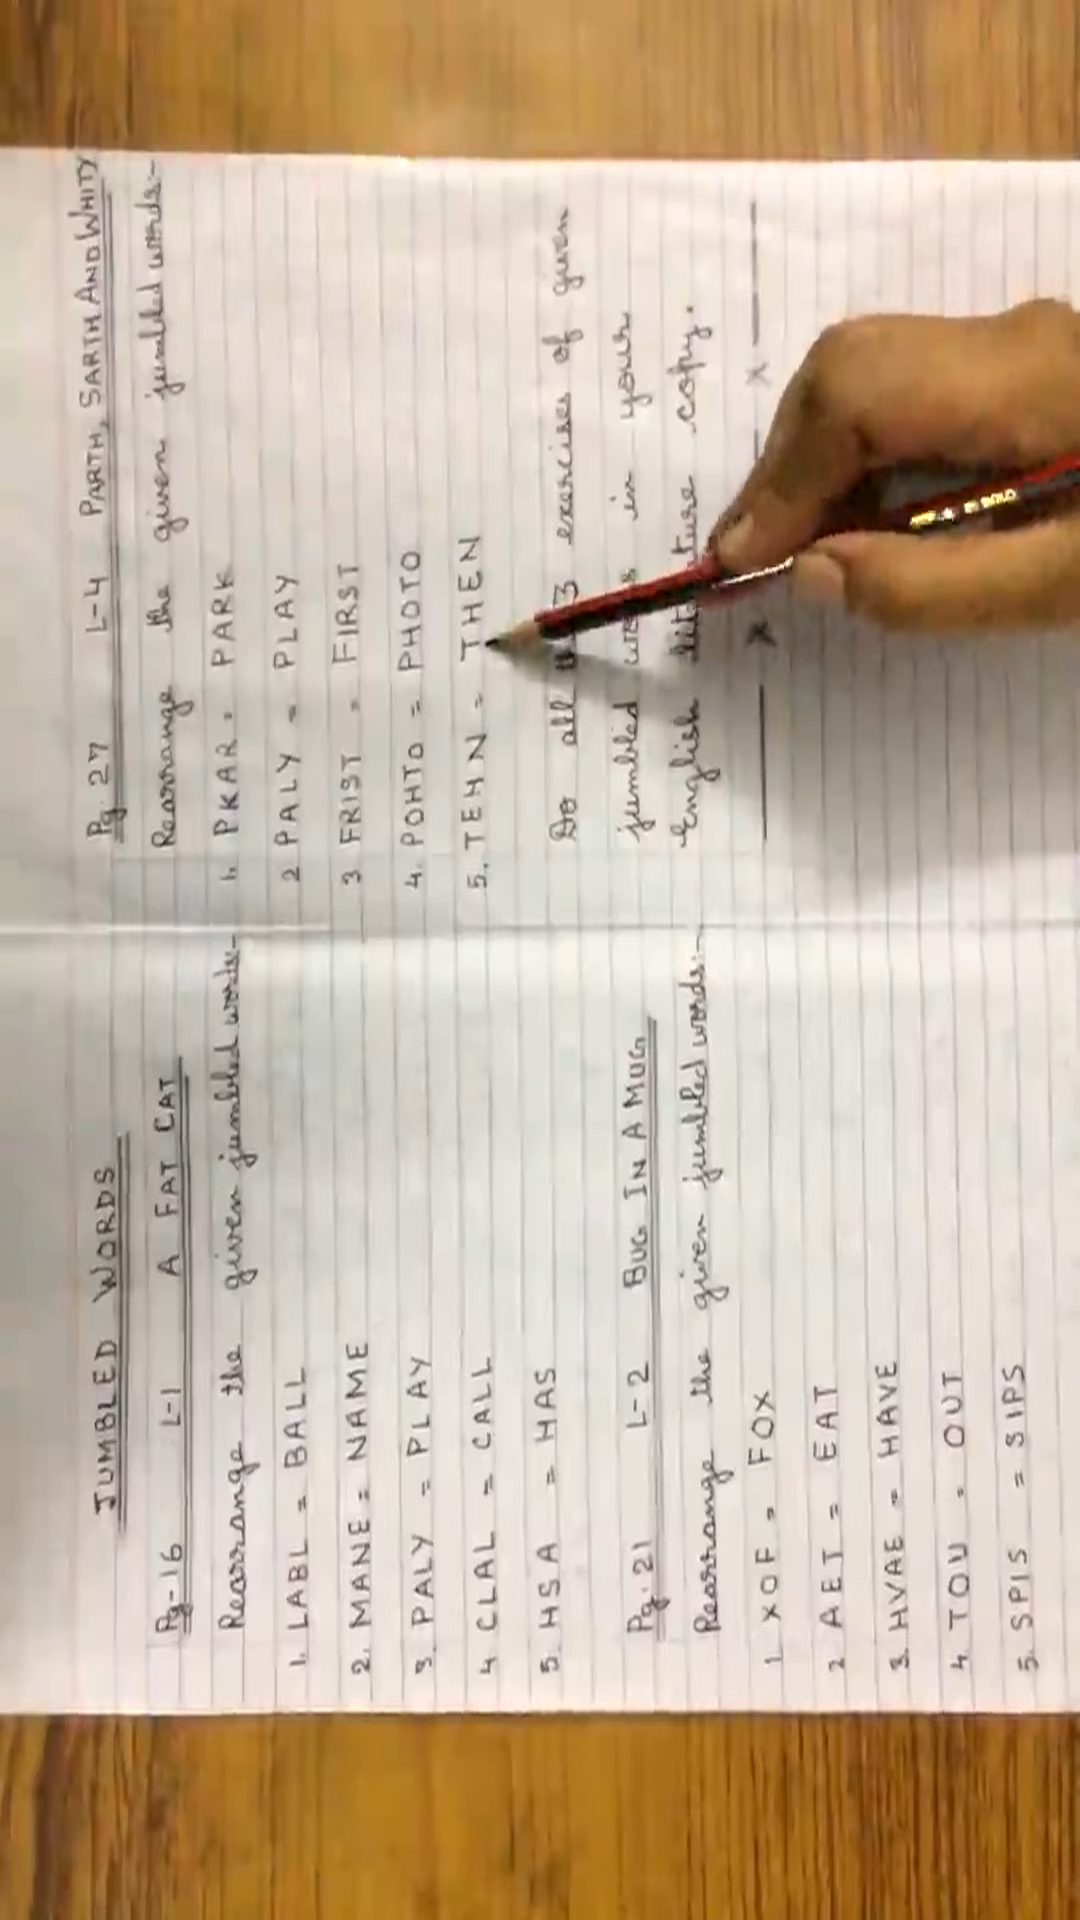 JUMBLED WORDS
Pg-16 L-1 A FAT CAT
Rearrange the given jumbled words-
1. LABL = BALL
2. MANE = NAME
3. PALY = PLAY
4 CLAL = CALL
5. HSA = HAS
Pg. 21 L-2 BUG IN A MUG
Rearrange the given jumbled words:-
1. XOF = FOX
2 AET = EAT
3. HVAE = HAVE
4. TOU = OUT
5. SPIS = SIPS
Pg. 27 L-4 PARTH, SARTH AND WHITY
Rearrange the given jumbled words-
1. PKAR = PARK
2 PALY = PLAY
3 FRIST = FIRST
4. POHTO = PHOTO
5. TEHN = THEN
Do all 3 exercises of given
jumbled in your
English copy.
x x